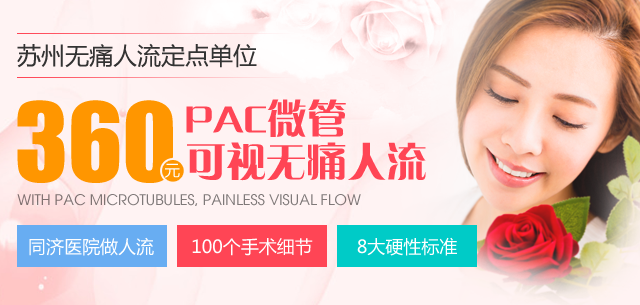 苏州无痛人流定点单位
360元
PAC微管
可视无痛人流
WITH PAC MICROTUBULES, PAINLESS VISUAL FLOW
同济医院做人流
100个手术细节
8大硬性标准